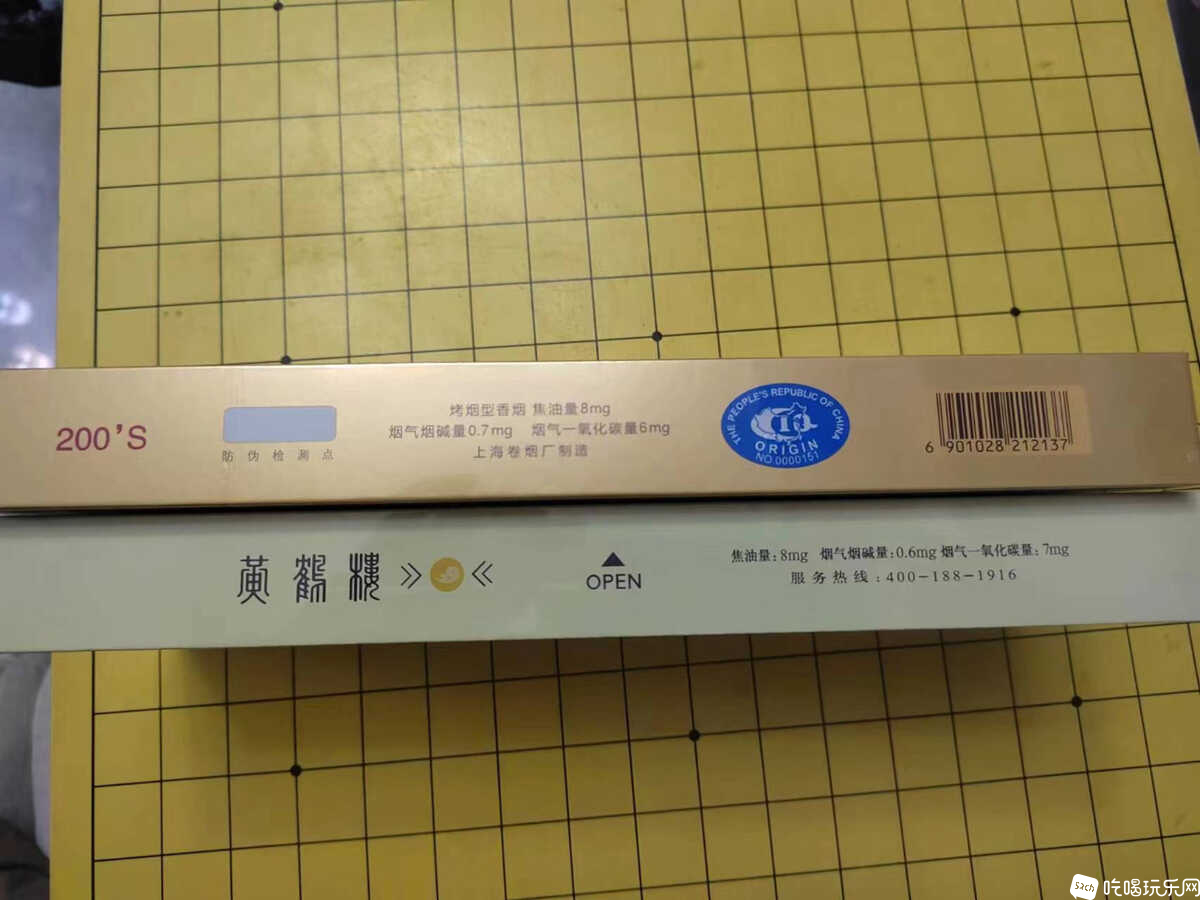 200'S
防伪检测点
烤烟型香烟 焦油量8mg
烟气烟碱量0.7mg 烟气一氧化碳量6mg
上海卷烟厂制造
THE PEOPLE'S REPUBLIC OF CHINA
CIQ
ORIGIN
NO.0000151
6 901028 212137
黄鹤楼
OPEN
焦油量:8mg 烟气烟碱量:0.6mg 烟气一氧化碳量:7mg
服务热线:400-188-1916
52ch 吃喝玩乐网